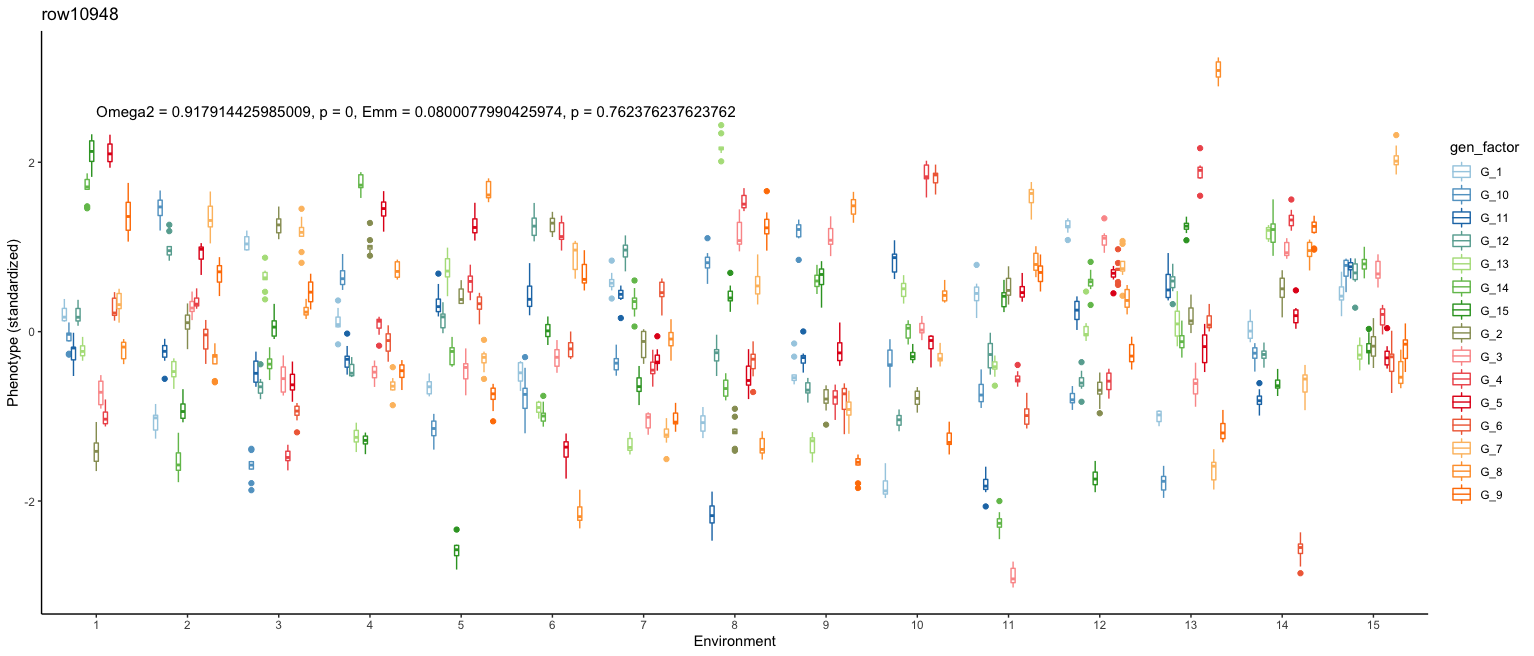 row10948
Omega2 = 0.917914425985009, p = 0, Emm = 0.0800077990425974, p = 0.762376237623762
Phenotype (standardized)
2
0
-2
1 2 3 4 5 6 7 8 9 10 11 12 13 14 15
Environment
gen_factor
G_1
G_10
G_11
G_12
G_13
G_14
G_15
G_2
G_3
G_4
G_5
G_6
G_7
G_8
G_9